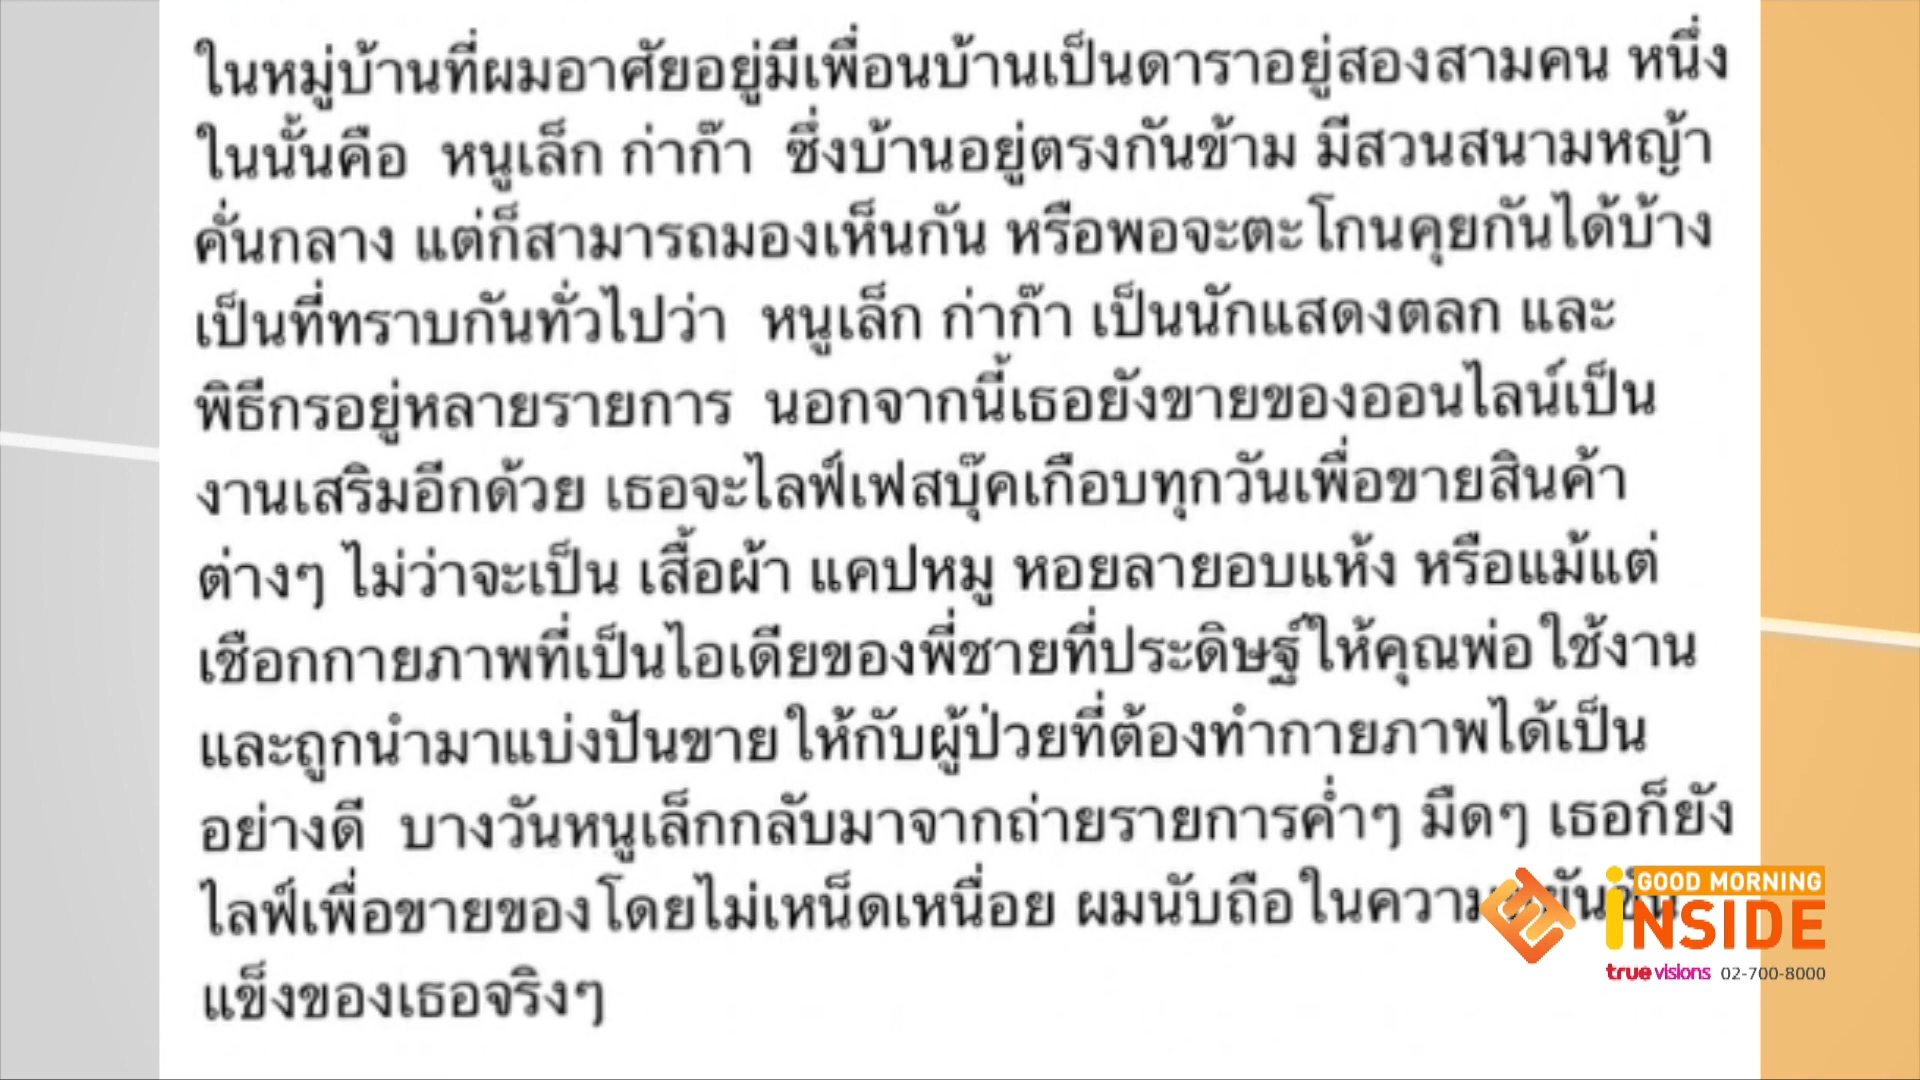 ในหมู่บ้านที่ผมอาศัยอยู่มีเพื่อนบ้านเป็นดาราอยู่สองสามคน หนึ่ง
ในนั้นคือ หนูเล็ก ก่าก๊า ซึ่งบ้านอยู่ตรงกันข้าม มีสวนสนามหญ้า
คั่นกลาง แต่ก็สามารถมองเห็นกัน หรือพอจะตะโกนคุยกันได้บ้าง
เป็นที่ทราบกันทั่วไปว่า หนูเล็ก ก่าก๊า เป็นนักแสดงตลก และ
พิธีกรอยู่หลายรายการ นอกจากนี้เธอยังขายของออนไลน์เป็น
งานเสริมอีกด้วย เธอจะไลฟ์เฟสบุ๊คเกือบทุกวันเพื่อขายสินค้า
ต่างๆ ไม่ว่าจะเป็น เสื้อผ้า แคปหมู หอยลายอบแห้ง หรือแม้แต่
เชือกกายภาพที่เป็นไอเดียของพี่ชายที่ประดิษฐ์ให้คุณพ่อใช้งาน
และถูกนำมาแบ่งปันขายให้กับผู้ป่วยที่ต้องทำกายภาพได้เป็น
อย่างดี บางวันหนูเล็กกลับมาจากถ่ายรายการค่ำๆ มืดๆ เธอก็ยัง
ไลฟ์เพื่อขายของโดยไม่เหน็ดเหนื่อย ผมนับถือในความ
แข็งของเธอจริงๆ
GOOD MORNING
iNSIDE
truevisions 02-700-8000